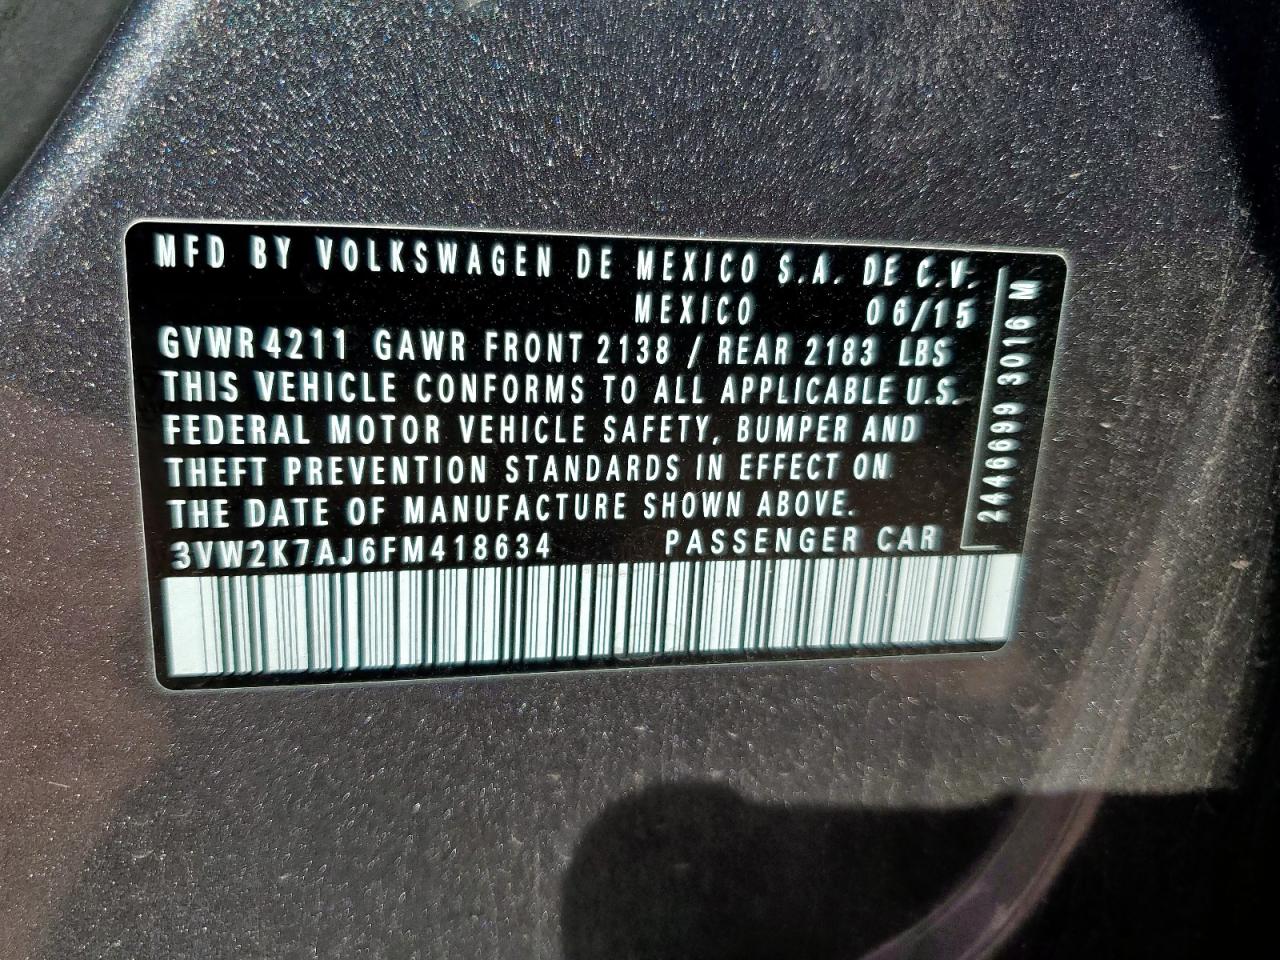 MFD BY VOLKSWAGEN DE MEXICO S.A. DE C.V.
MEXICO 06/15
GVWR 4211 GAWR FRONT 2138 / REAR 2183 LBS
THIS VEHICLE CONFORMS TO ALL APPLICABLE U.S.
FEDERAL MOTOR VEHICLE SAFETY, BUMPER AND
THEFT PREVENTION STANDARDS IN EFFECT ON
THE DATE OF MANUFACTURE SHOWN ABOVE.
3VW2K7AJ6FM418634 PASSENGER CAR
2446699 3016 M